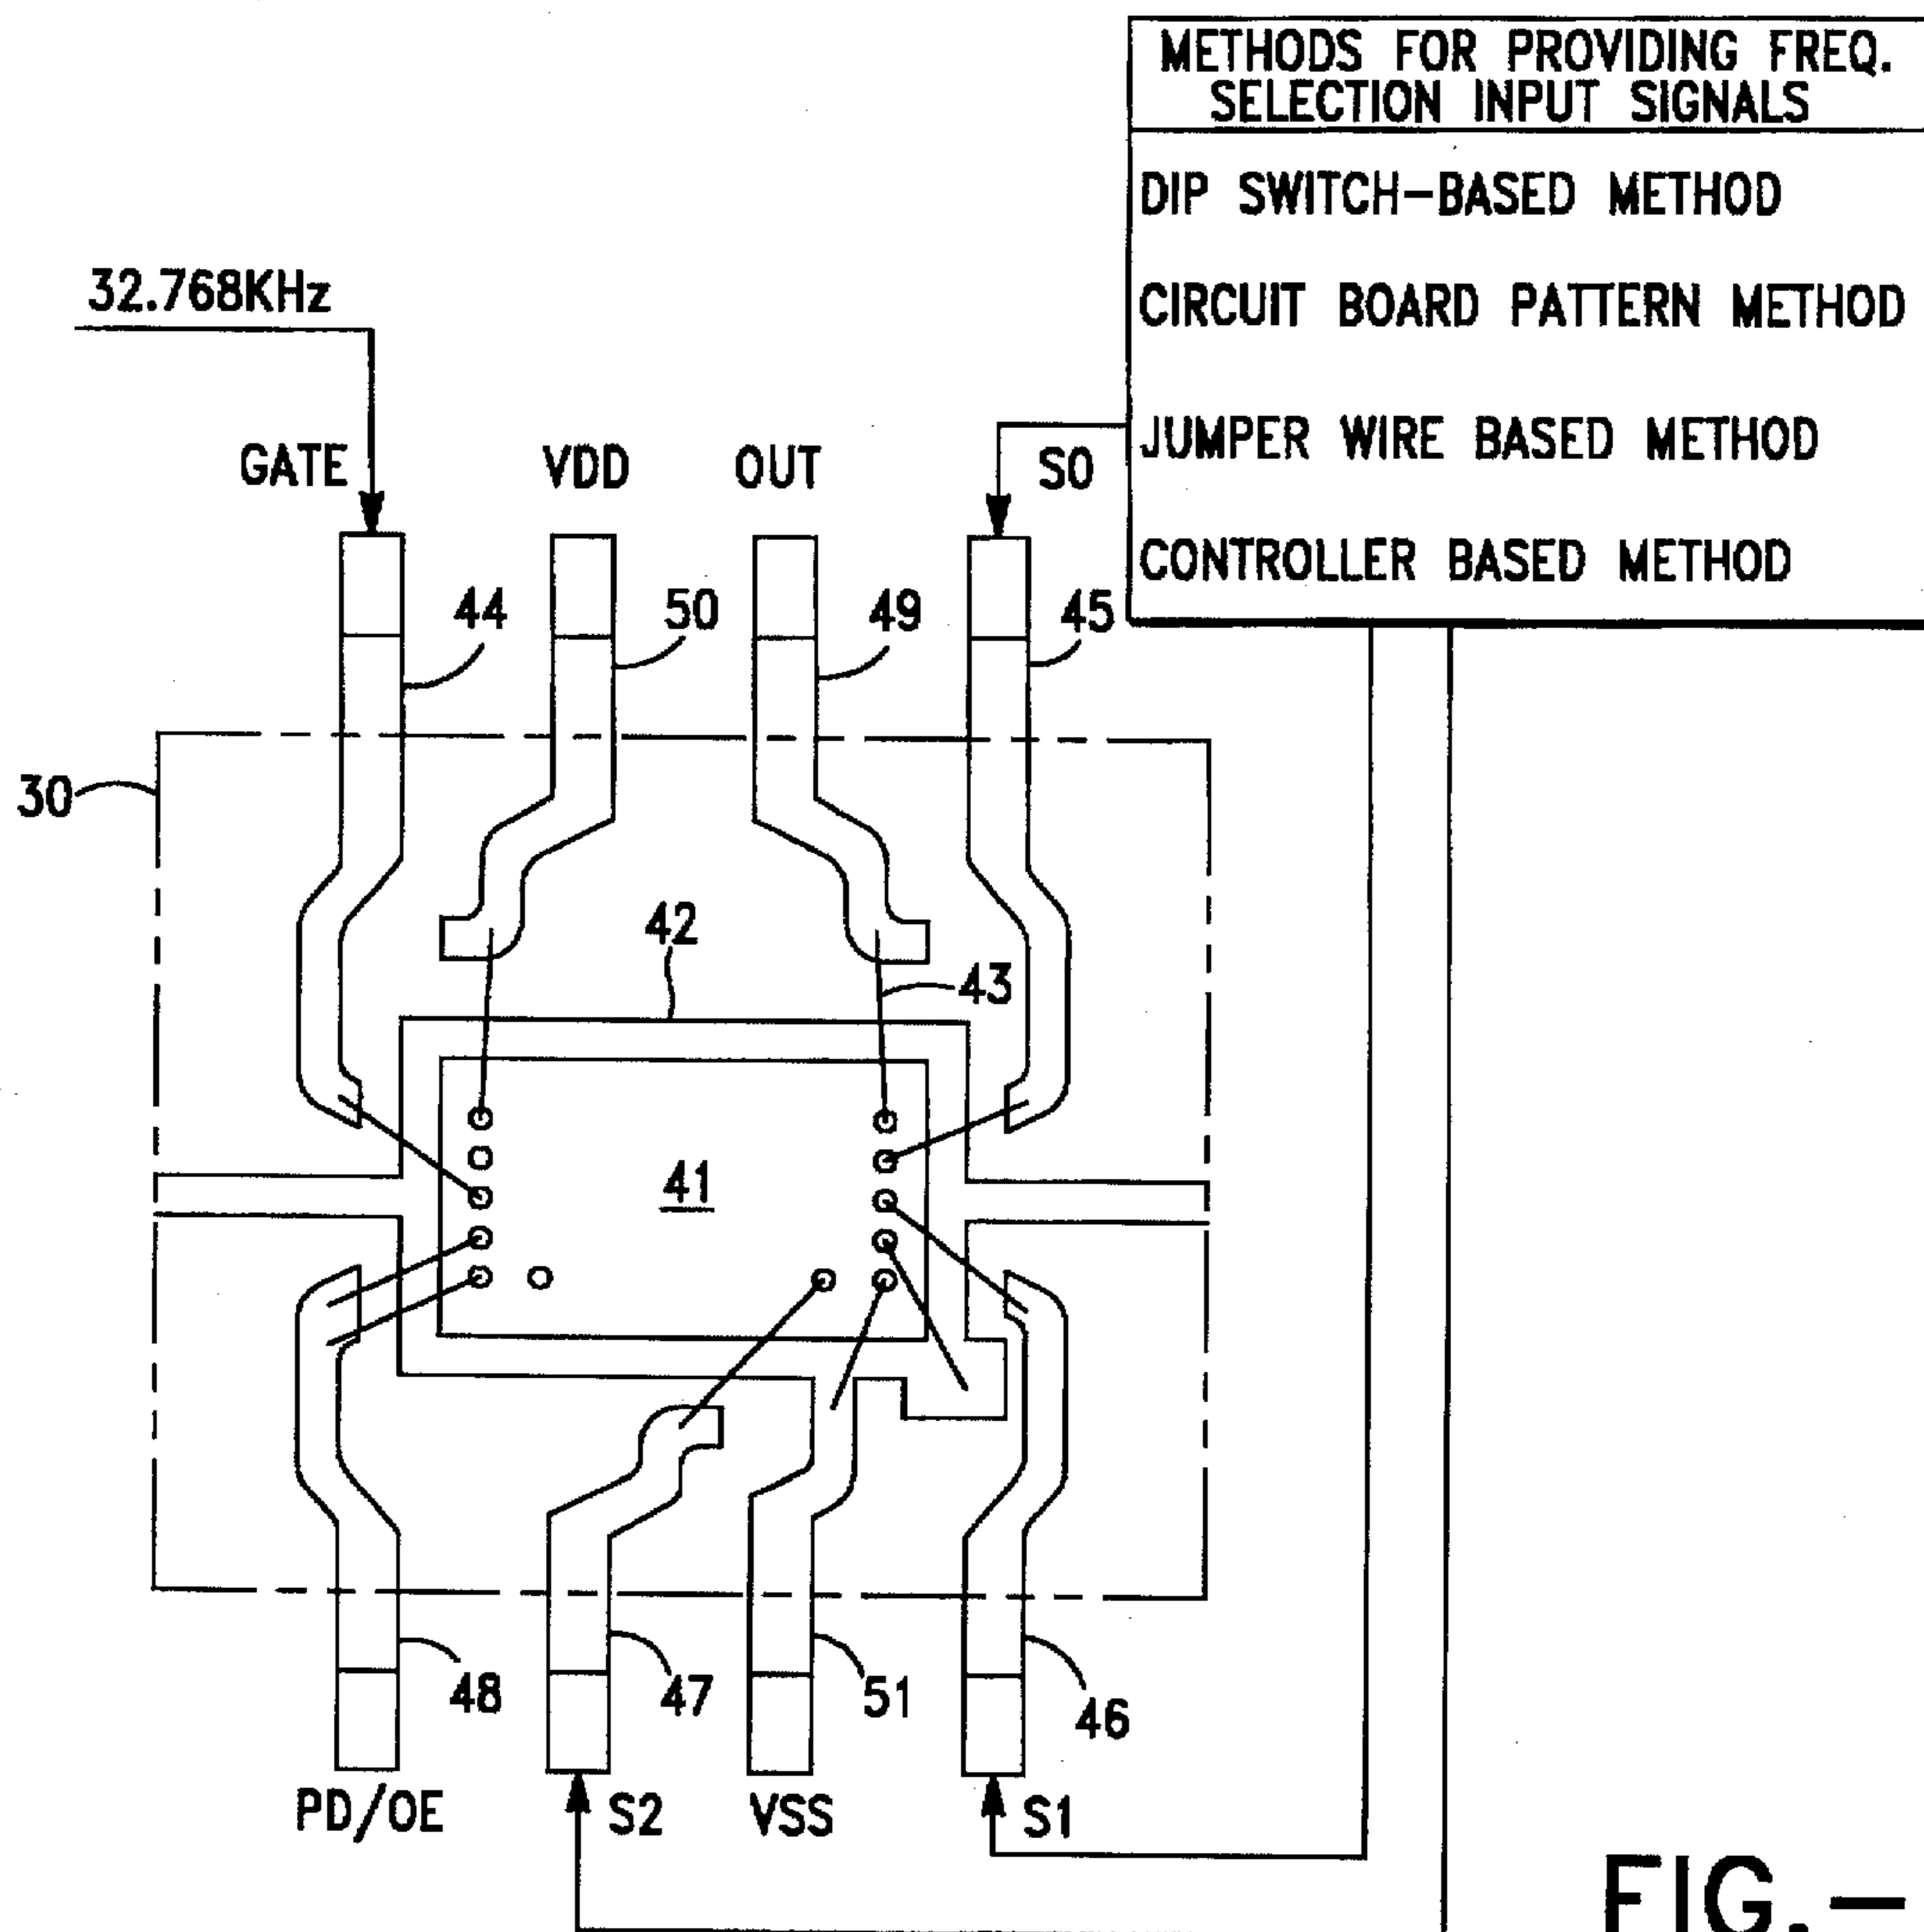 METHODS FOR PROVIDING FREQ.
SELECTION INPUT SIGNALS
DIP SWITCH-BASED METHOD
CIRCUIT BOARD PATTERN METHOD
JUMPER WIRE BASED METHOD
CONTROLLER BASED METHOD
32.768KHz
GATE
VDD
OUT
S0
44
50
49
45
30
42
43
41
48
47
51
46
PD/OE
S2
VSS
S1
FIG.-